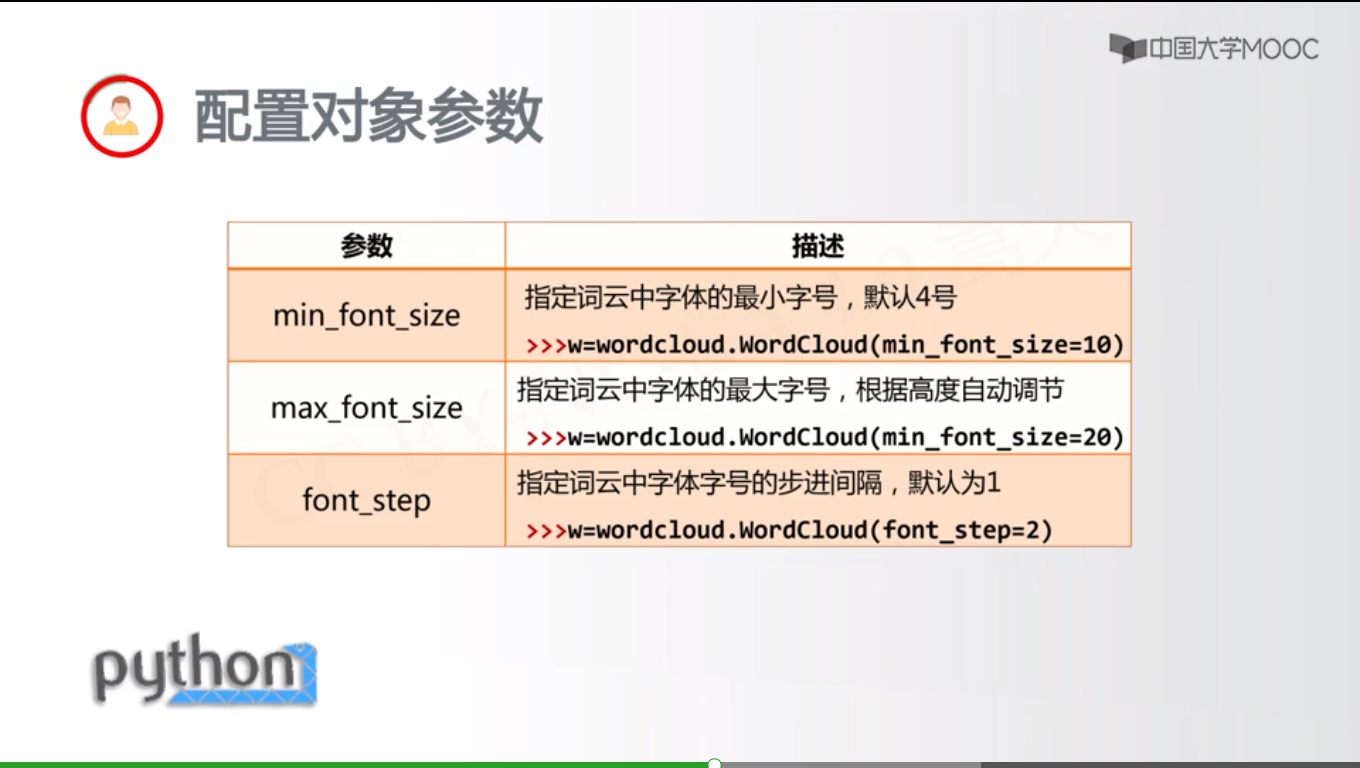 中国大学MOOC
配置对象参数
参数 描述
min_font_size
指定词云中字体的最小字号，默认4号
>>>w=wordcloud.WordCloud(min_font_size=10)
max_font_size
指定词云中字体的最大字号，根据高度自动调节
>>>w=wordcloud.WordCloud(min_font_size=20)
font_step
指定词云中字体字号的步进间隔，默认为1
>>>w=wordcloud.WordCloud(font_step=2)
python